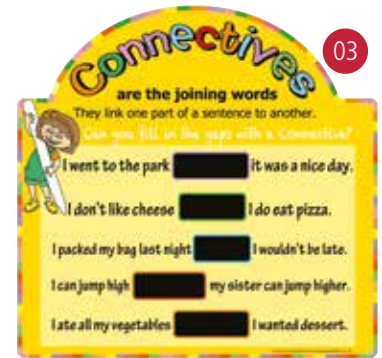 03
Connectives
are the joining words
They link one part of a sentence to another.
Can you fill in the gaps with a Connective?
I went to the park it was a nice day.
I don't like cheese I do eat pizza.
I packed my bag last night I wouldn't be late.
I can jump high my sister can jump higher.
I ate all my vegetables I wanted dessert.